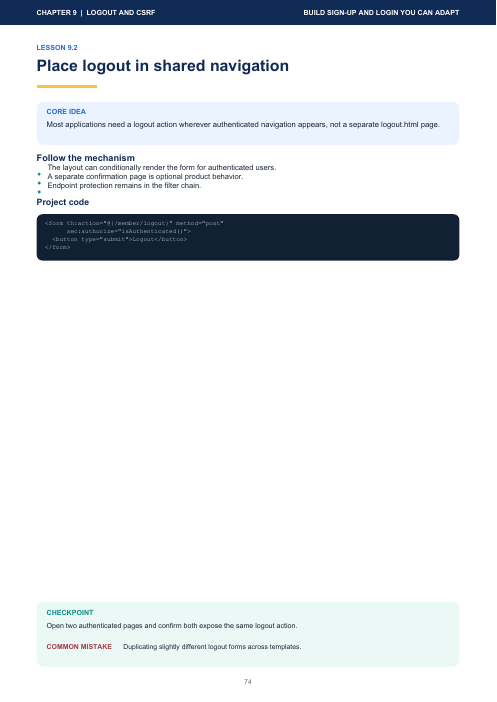 CHAPTER 9 | LOGOUT AND CSRF
BUILD SIGN-UP AND LOGIN YOU CAN ADAPT
LESSON 9.2
Place logout in shared navigation
CORE IDEA
Most applications need a logout action wherever authenticated navigation appears, not a separate logout.html page.
Follow the mechanism
The layout can conditionally render the form for authenticated users.
A separate confirmation page is optional product behavior.
Endpoint protection remains in the filter chain.
Project code
<form th:action="@{/member/logout}" method="post"
sec:authorize="isAuthenticated()">
<button type="submit">Logout</button>
</form>
CHECKPOINT
Open two authenticated pages and confirm both expose the same logout action.
COMMON MISTAKE Duplicating slightly different logout forms across templates.
74